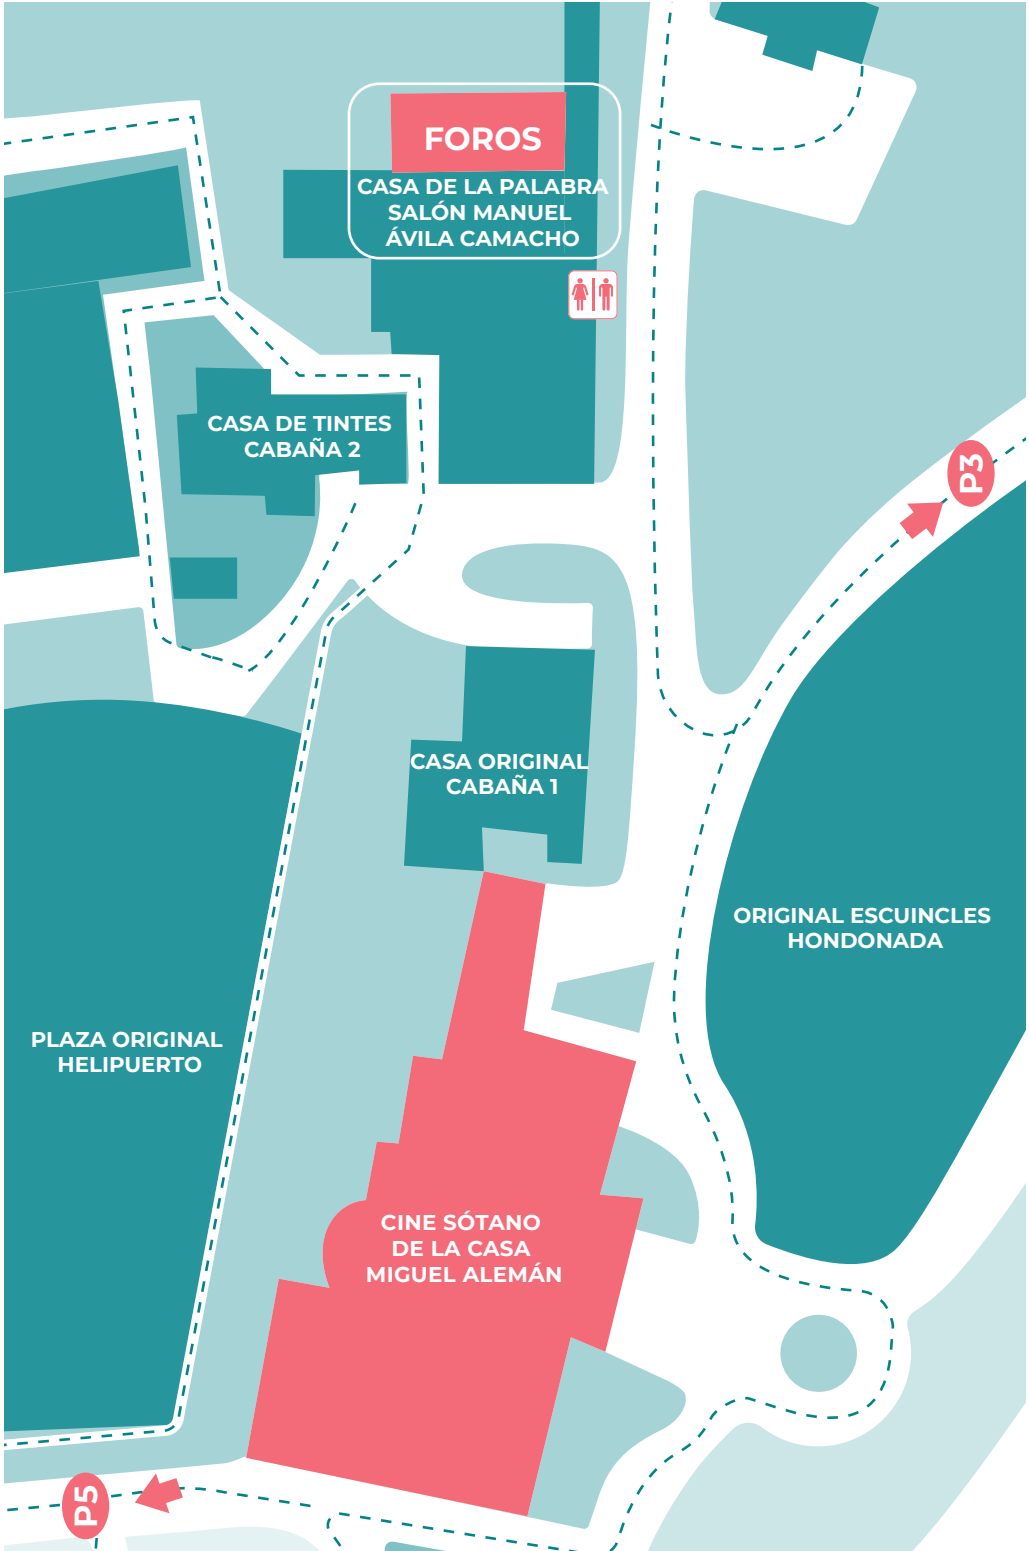 FOROS
CASA DE LA PALABRA
SALÓN MANUEL
ÁVILA CAMACHO
CASA DE TINTES
CABAÑA 2
P3
CASA ORIGINAL
CABAÑA 1
ORIGINAL ESCUINCLES
HONDONADA
PLAZA ORIGINAL
HELIPUERTO
CINE SÓTANO
DE LA CASA
MIGUEL ALEMÁN
P5